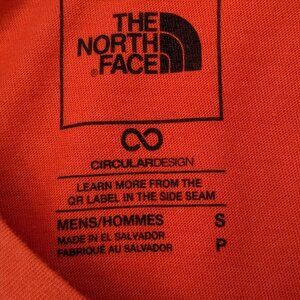 THE
NORTH
FACE
CIRCULARDESIGN
LEARN MORE FROM THE
QR LABEL IN THE SIDE SEAM
MENS/HOMMES S
MADE IN EL SALVADOR
FABRIQUÉ AU SALVADOR P